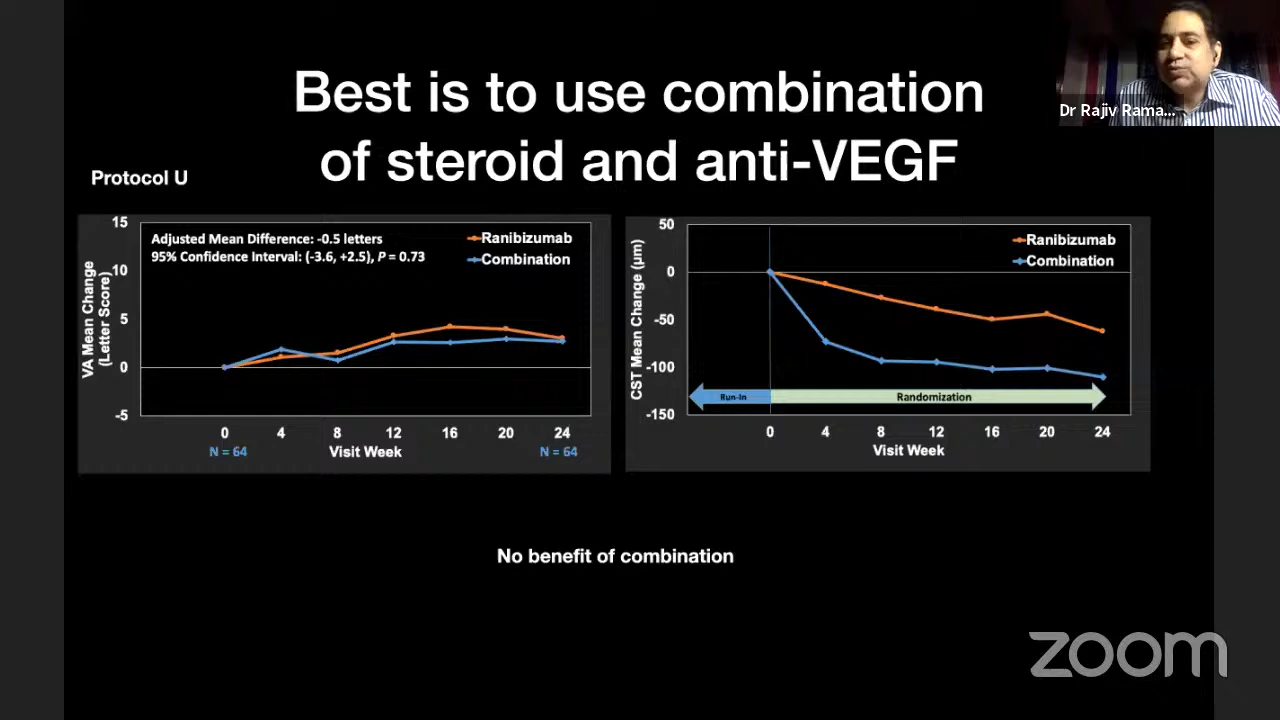 Best is to use combination
of steroid and anti-VEGF
Dr Rajiv Rama...
Protocol U
15
10
5
0
-5
VA Mean Change
(Letter Score)
Adjusted Mean Difference: -0.5 letters
95% Confidence Interval: (-3.6, +2.5), P = 0.73
Ranibizumab
Combination
0 4 8 12 16 20 24
N = 64 Visit Week N = 64
50
0
-50
-100
-150
CST Mean Change (µm)
Ranibizumab
Combination
Run-In Randomization
0 4 8 12 16 20 24
Visit Week
No benefit of combination
zoom